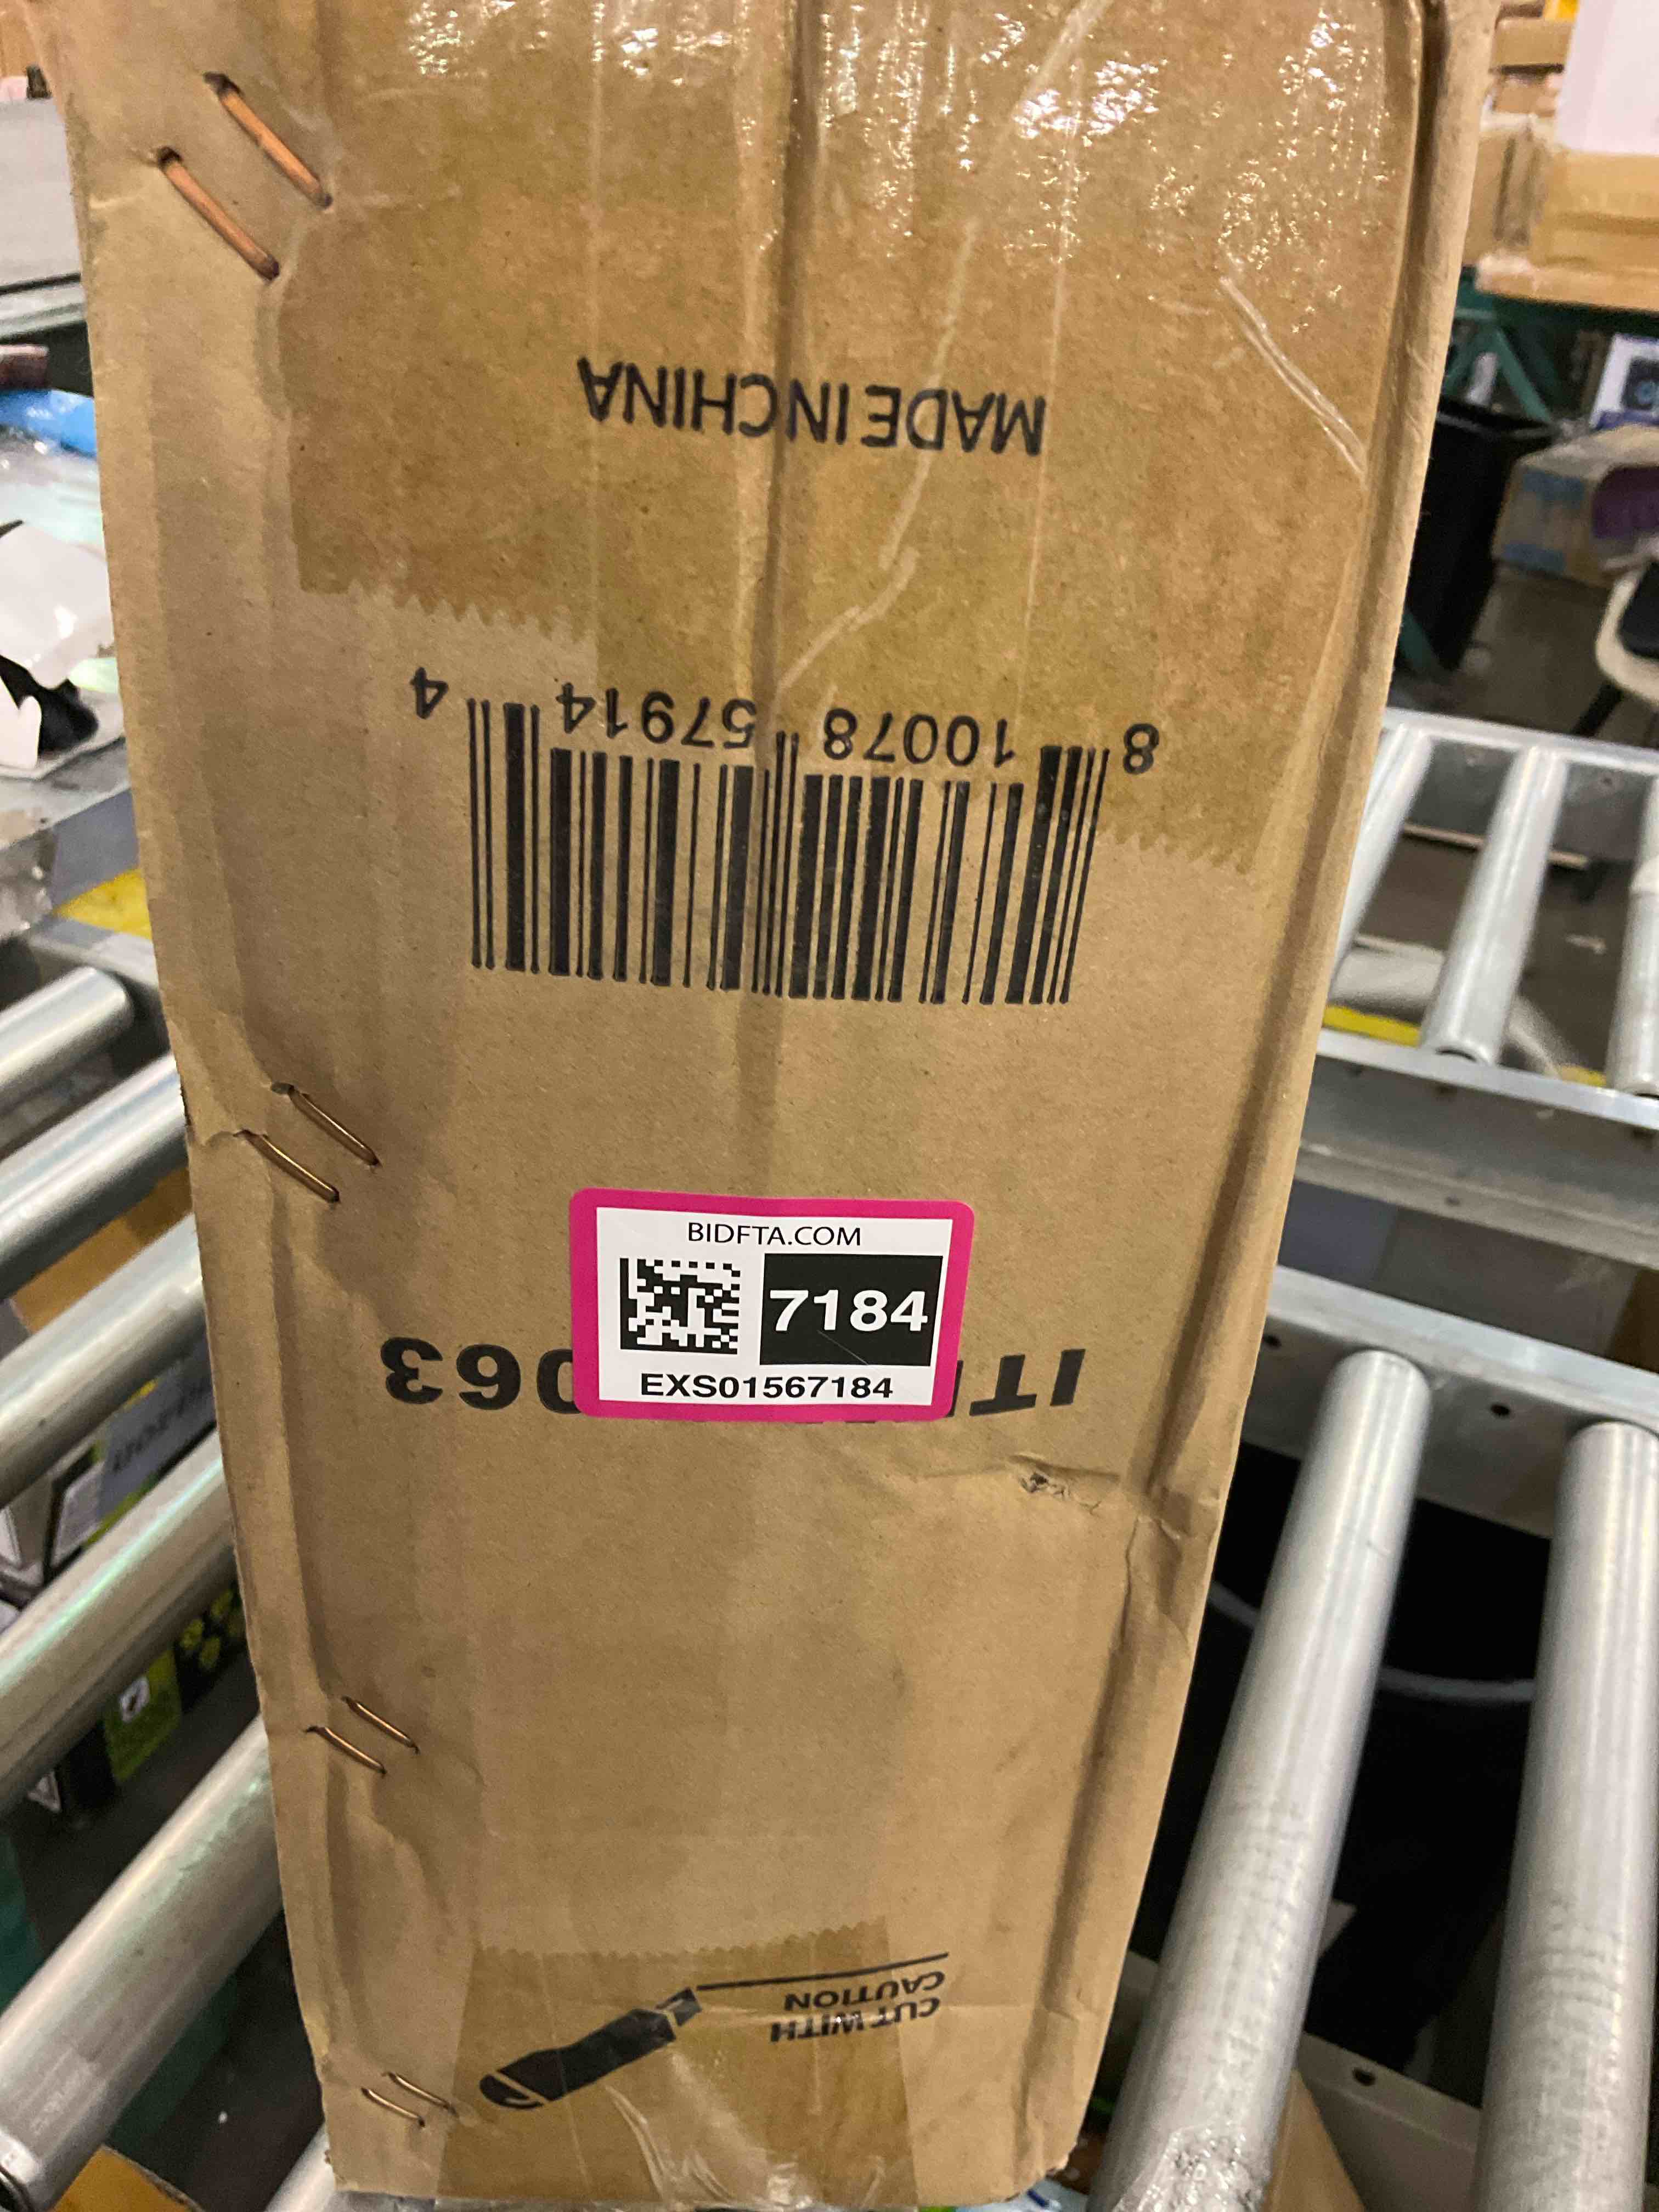 MADE IN CHINA
8 10078 57914 4
BIDFTA.COM
7184
EXS01567184
CUT WITH
CAUTION